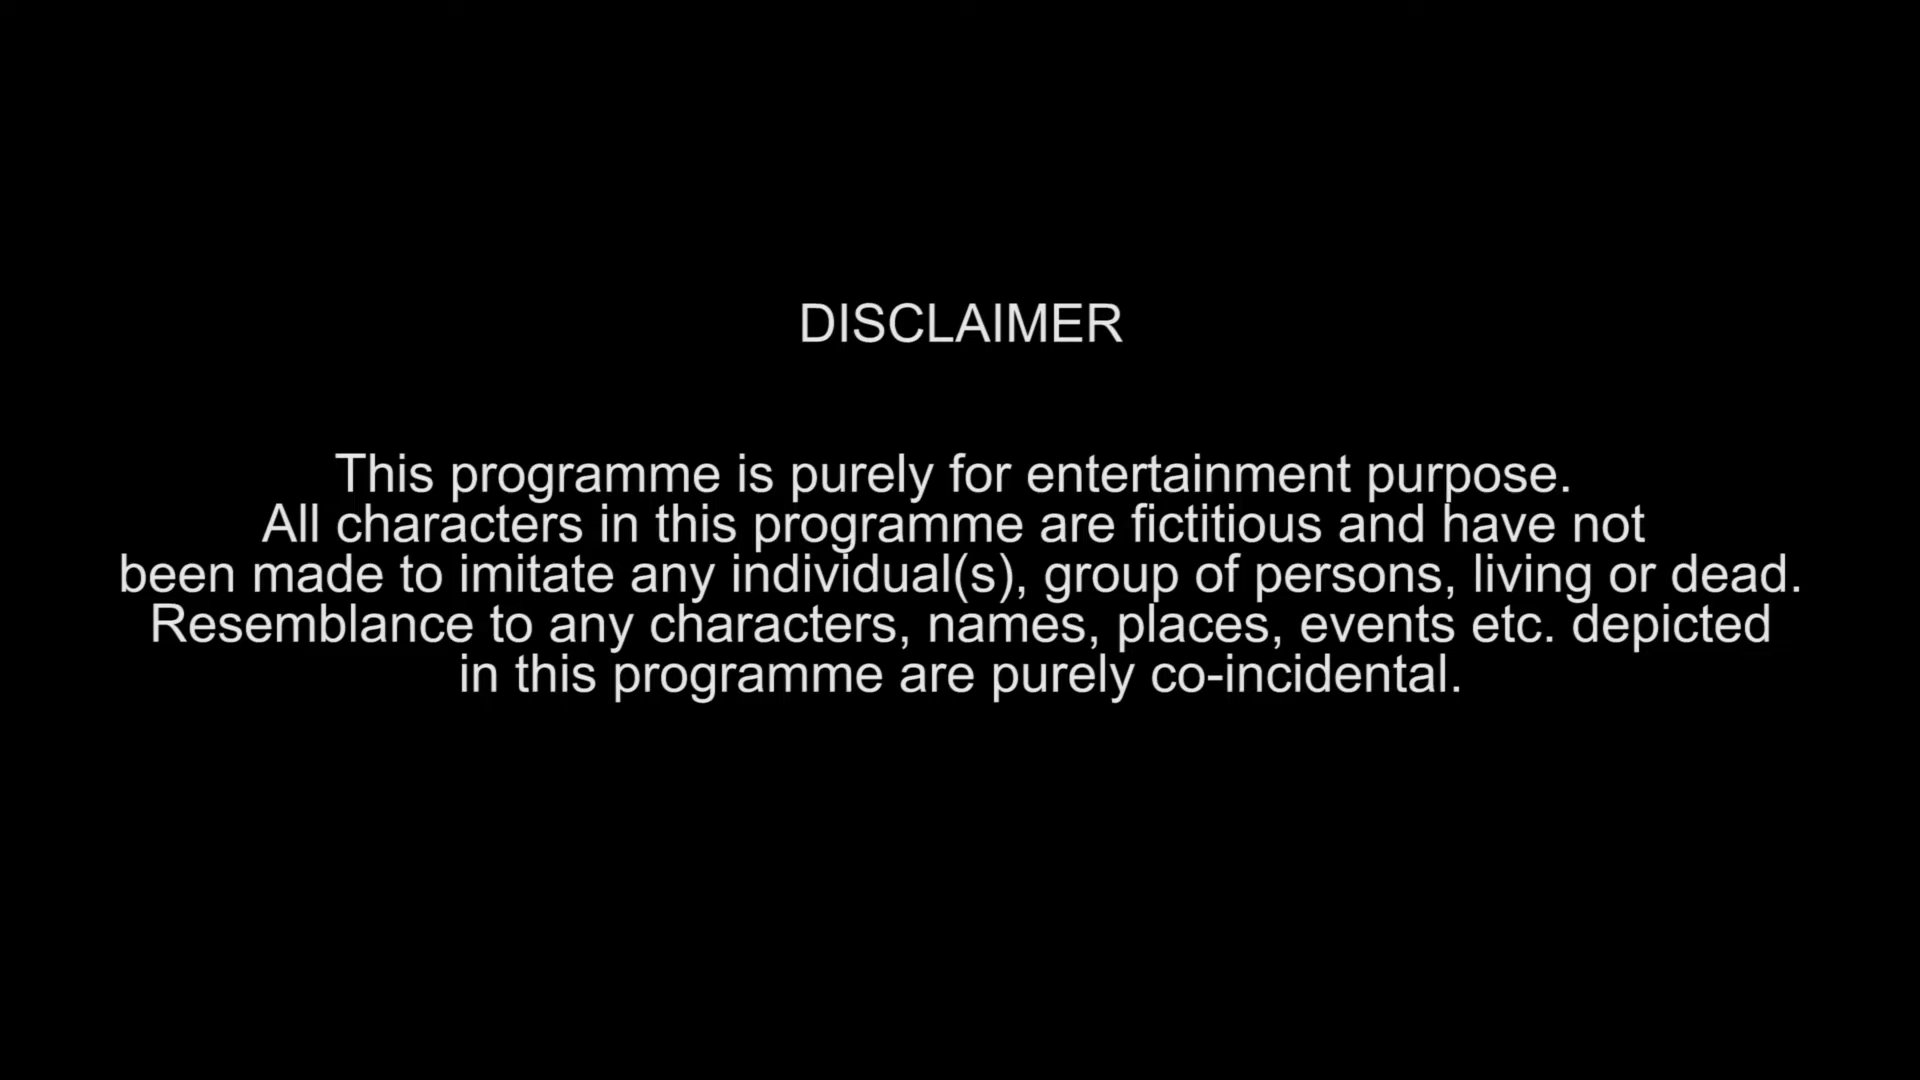 DISCLAIMER
This programme is purely for entertainment purpose.
All characters in this programme are fictitious and have not
been made to imitate any individual(s), group of persons, living or dead.
Resemblance to any characters, names, places, events etc. depicted
in this programme are purely co-incidental.